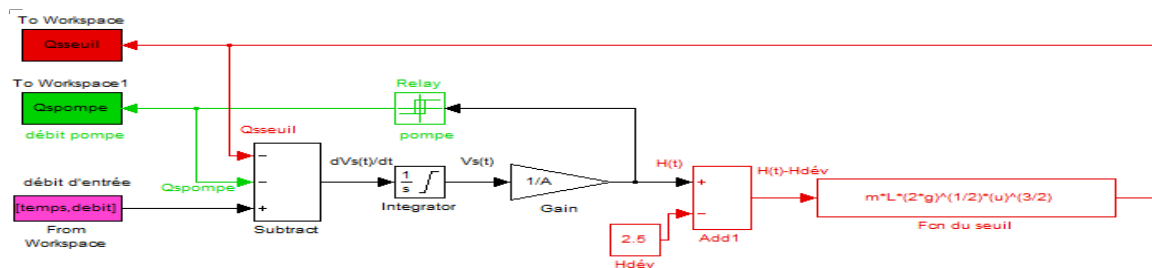 To Workspace
Qsseuil
To Workspace1
Qspompe
débit pompe
Relay
pompe
Qsseuil
−
−
+
Qspompe
débit d'entrée
[temps,debit]
From
Workspace
Subtract
dVs(t)/dt
1
s
Integrator
Vs(t)
1/A
Gain
H(t)
+
−
Add1
2.5
Hdév
H(t)-Hdév
m*L*(2*g)^(1/2)*(u)^(3/2)
Fcn du seuil